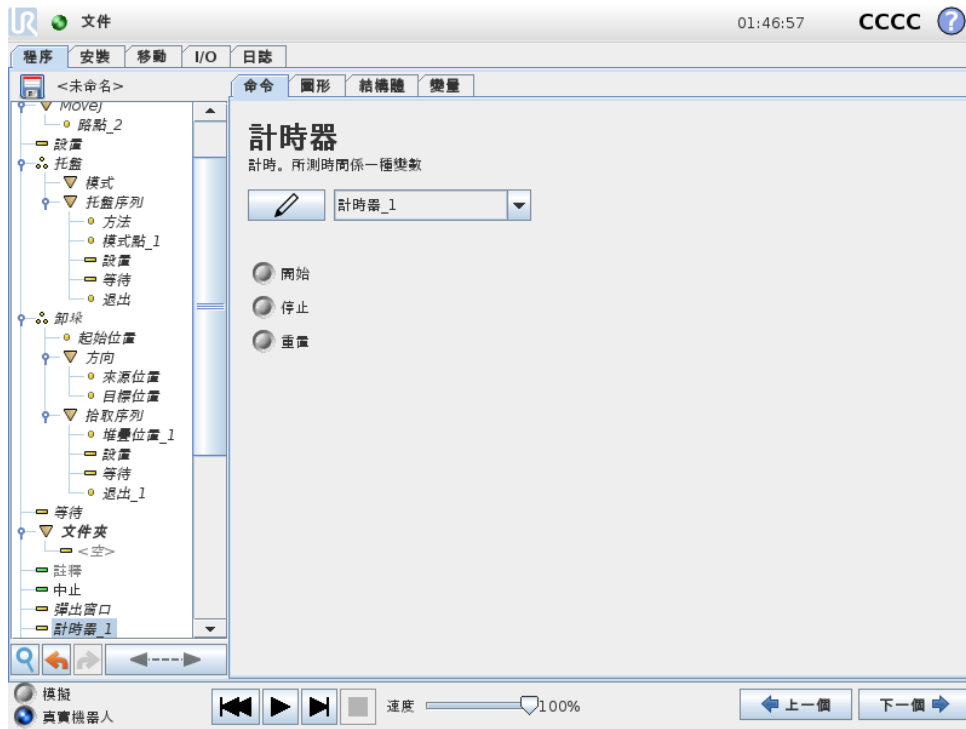 UR 文件 01:46:57 CCCC ?
程序 安裝 移動 I/O 日誌
<未命名>
命令 圖形 結構體 變量
MoveJ
路點_2
設置
托盤
模式
托盤序列
方法
模式點_1
設置
等待
退出
卸垛
起始位置
方向
來源位置
目標位置
拾取序列
堆疊位置_1
設置
等待
退出_1
等待
文件夾
<空>
註釋
中止
彈出窗口
計時器_1
計時器
計時。所測時間係一種變數
計時器_1
開始
停止
重置
模擬
真實機器人
速度 100%
上一個 下一個